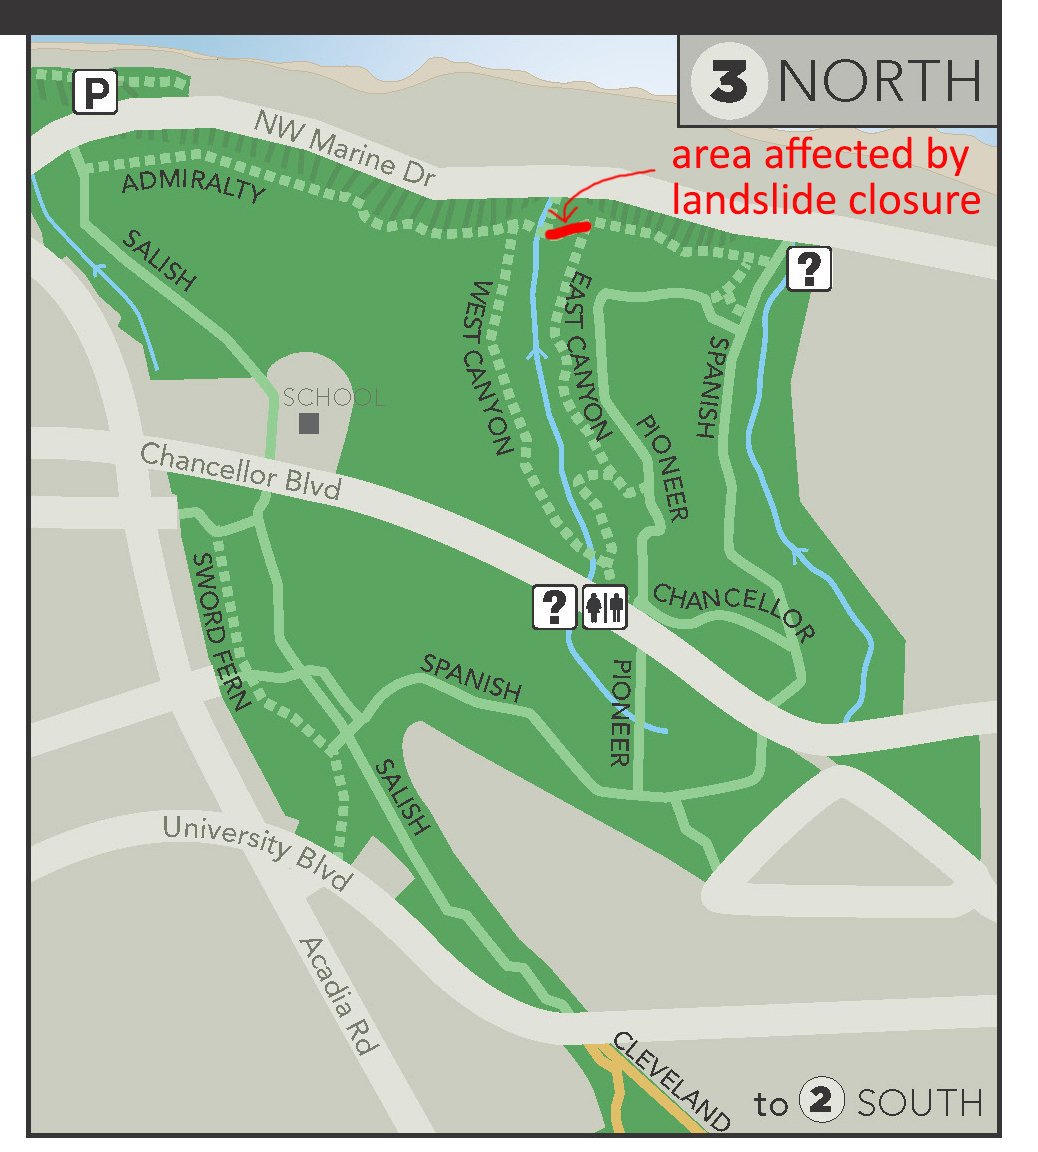 3 NORTH
P
NW Marine Dr
area affected by
landslide closure
ADMIRALTY
SALISH
?
WEST CANYON
EAST CANYON
SPANISH
SCHOOL
PIONEER
Chancellor Blvd
SWORD FERN
?
CHANCELLOR
SPANISH
PIONEER
SALISH
University Blvd
Acadia Rd
CLEVELAND
to 2 SOUTH